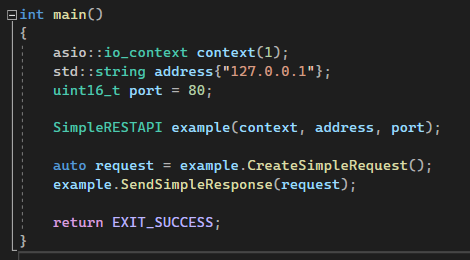 int main()
{
    asio::io_context context(1);
    std::string address{"127.0.0.1"};
    uint16_t port = 80;

    SimpleRESTAPI example(context, address, port);

    auto request = example.CreateSimpleRequest();
    example.SendSimpleResponse(request);

    return EXIT_SUCCESS;
}